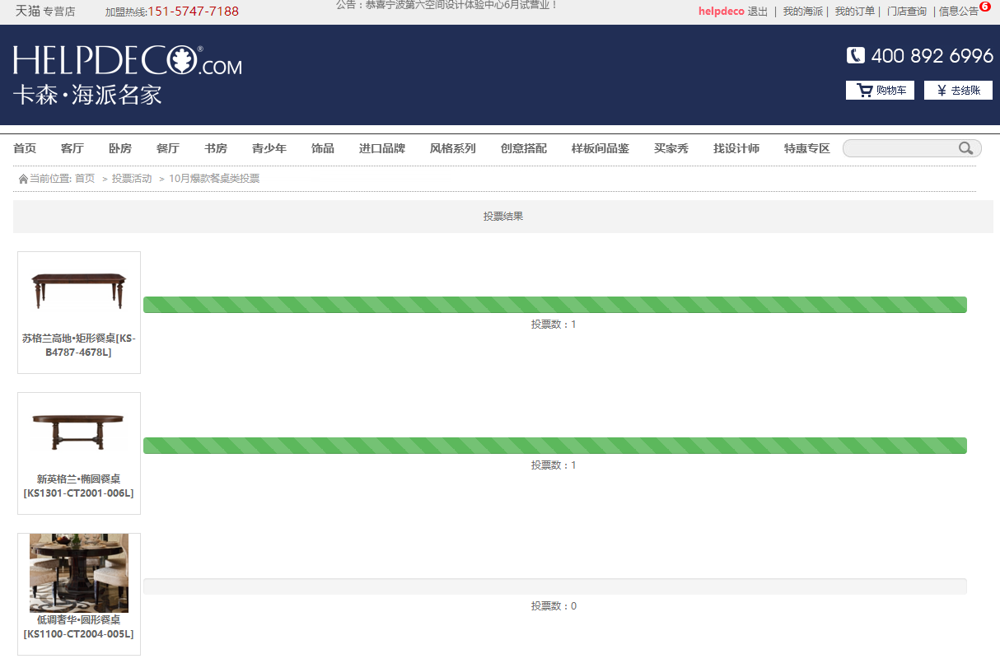 天猫 专营店 加盟热线:151-5747-7188 公告：恭喜宁波第六空间设计体验中心6月试营业！ helpdeco 退出 | 我的海派 | 我的订单 | 门店查询 | 信息公告 6
HELPDECO®.COM
卡森·海派名家
400 892 6996
购物车 ¥ 去结账
首页 客厅 卧房 餐厅 书房 青少年 饰品 进口品牌 风格系列 创意搭配 样板间品鉴 买家秀 找设计师 特惠专区
当前位置: 首页 > 投票活动 > 10月爆款餐桌类投票
投票结果
投票数：1
苏格兰高地•矩形餐桌[KS-
B4787-4678L]
投票数：1
新英格兰•椭圆餐桌
[KS1301-CT2001-006L]
投票数：0
低调奢华•圆形餐桌
[KS1100-CT2004-005L]